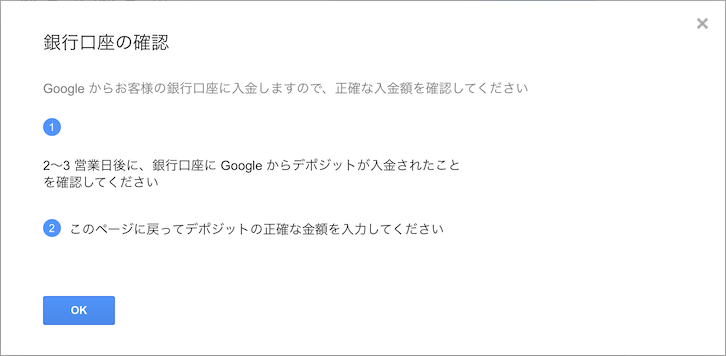 銀行口座の確認
Google からお客様の銀行口座に入金しますので、正確な入金額を確認してください
1
2〜3 営業日後に、銀行口座に Google からデポジットが入金されたこと
を確認してください
2 このページに戻ってデポジットの正確な金額を入力してください
OK